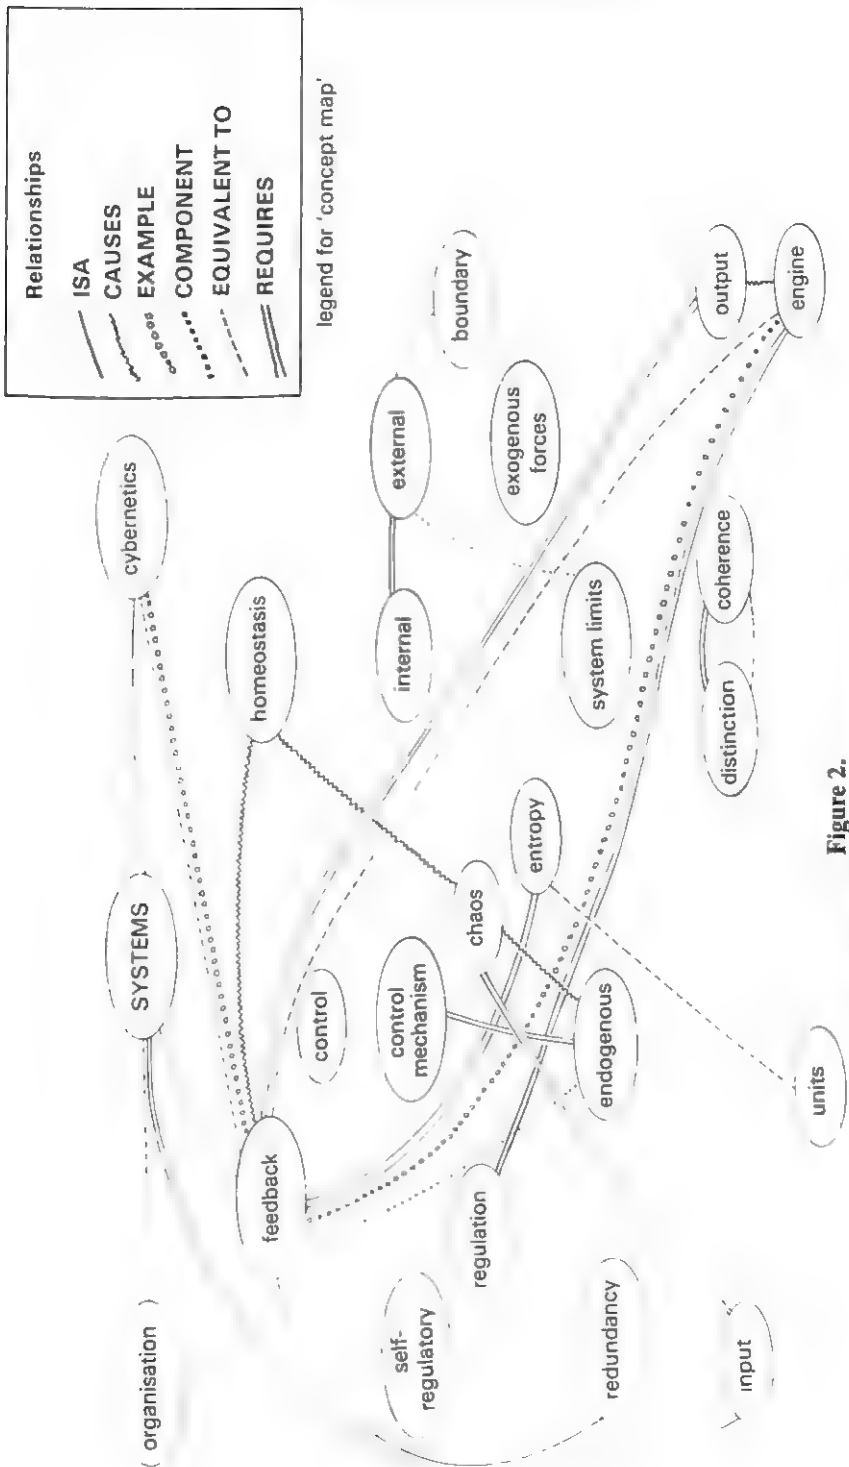 Relationships
ISA
CAUSES
EXAMPLE
COMPONENT
EQUIVALENT TO
REQUIRES
legend for 'concept map'
organisation
SYSTEMS
cybernetics
feedback
homeostasis
control
self-
regulatory
control
mechanism
internal
external
regulation
chaos
boundary
entropy
exogenous
forces
redundancy
endogenous
system limits
input
distinction
coherence
output
units
engine
Figure 2.